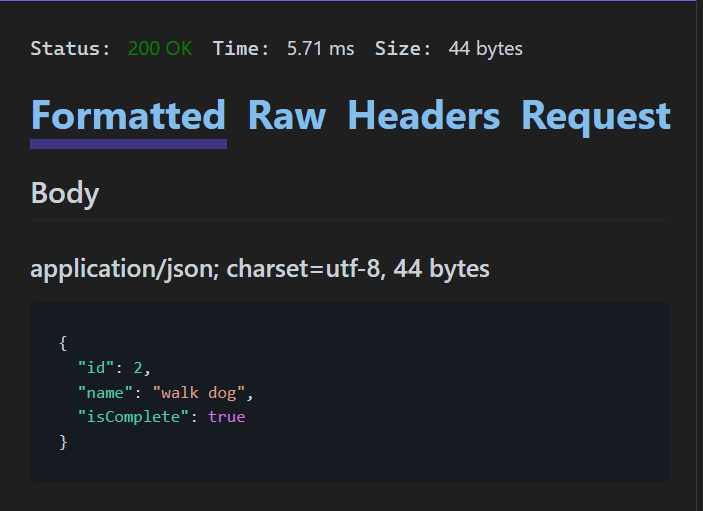 Status: 200 OK Time: 5.71 ms Size: 44 bytes
Formatted Raw Headers Request
Body
application/json; charset=utf-8, 44 bytes
{
  "id": 2,
  "name": "walk dog",
  "isComplete": true
}